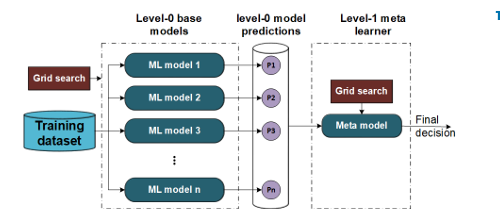 Level-0 base
models
level-0 model
predictions
Level-1 meta
learner
1
Grid search
Training
dataset
ML model 1
ML model 2
ML model 3
⋮
ML model n
P1
P2
P3
Pn
Grid search
Meta model
Final
decision